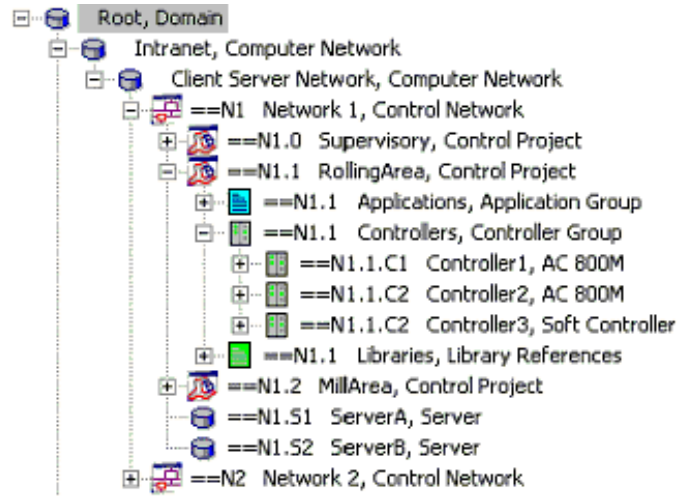 Root, Domain
Intranet, Computer Network
Client Server Network, Computer Network
==N1 Network 1, Control Network
==N1.0 Supervisory, Control Project
==N1.1 RollingArea, Control Project
==N1.1 Applications, Application Group
==N1.1 Controllers, Controller Group
==N1.1.C1 Controller1, AC 800M
==N1.1.C2 Controller2, AC 800M
==N1.1.C2 Controller3, Soft Controller
==N1.1 Libraries, Library References
==N1.2 MillArea, Control Project
==N1.S1 ServerA, Server
==N1.S2 ServerB, Server
==N2 Network 2, Control Network